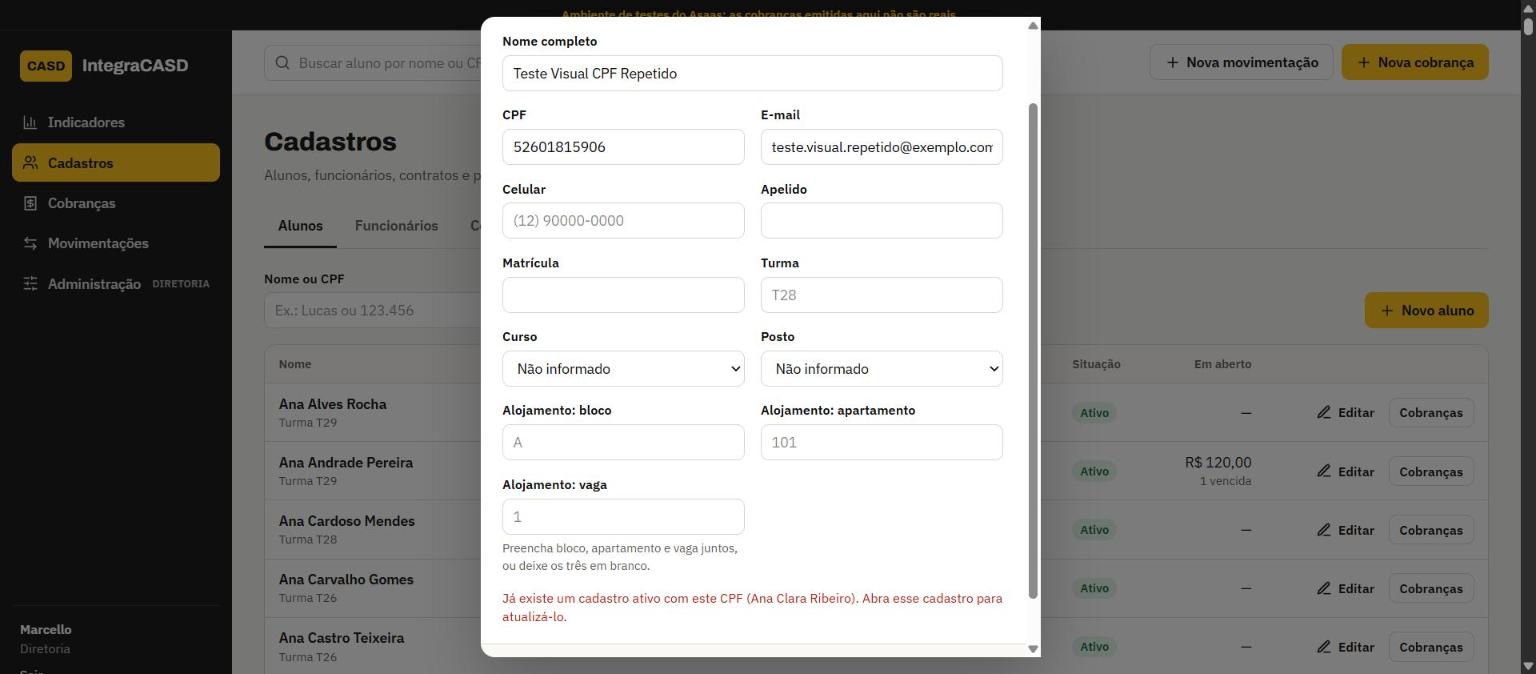 Ambiente de testes do Asaas: as cobranças emitidas aqui não são reais
CASD IntegraCASD
Indicadores
Cadastros
Cobranças
Movimentações
Administração DIRETORIA
Marcello
Diretoria
Sair
Buscar aluno por nome ou CPF
+ Nova movimentação
+ Nova cobrança
Cadastros
Alunos, funcionários, contratos e p
Alunos Funcionários
Nome ou CPF
Ex.: Lucas ou 123.456
+ Novo aluno
Nome Situação Em aberto
Ana Alves Rocha
Turma T29
Ativo — Editar Cobranças
Ana Andrade Pereira
Turma T29
Ativo R$ 120,00
1 vencida
Editar Cobranças
Ana Cardoso Mendes
Turma T28
Ativo — Editar Cobranças
Ana Carvalho Gomes
Turma T26
Ativo — Editar Cobranças
Ana Castro Teixeira
Turma T26
Ativo — Editar Cobranças
Nome completo
Teste Visual CPF Repetido
CPF E-mail
52601815906 teste.visual.repetido@exemplo.com
Celular Apelido
(12) 90000-0000
Matrícula Turma
T28
Curso Posto
Não informado Não informado
Alojamento: bloco Alojamento: apartamento
A 101
Alojamento: vaga
1
Preencha bloco, apartamento e vaga juntos,
ou deixe os três em branco.
Já existe um cadastro ativo com este CPF (Ana Clara Ribeiro). Abra esse cadastro para
atualizá-lo.